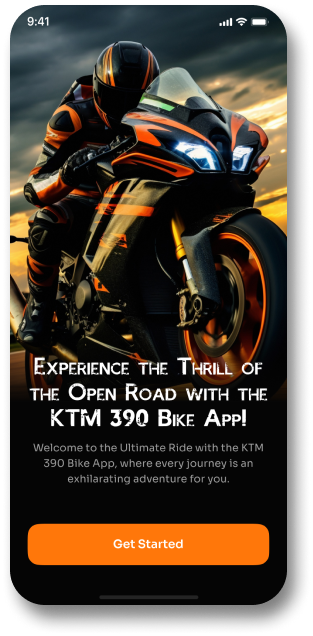 9:41
Experience the Thrill of
the Open Road with the
KTM 390 Bike App!
Welcome to the Ultimate Ride with the KTM
390 Bike App, where every journey is an
exhilarating adventure for you.
Get Started